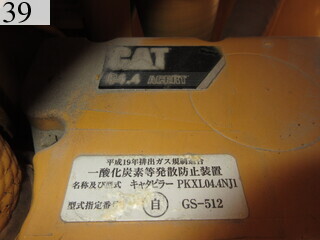 39
CAT
C4.4 ACERT
平成19年排出ガス規制適合
一酸化炭素等発散防止装置
名称及び型式 キャタピラー PKXL04.4NJ1
型式指定番号 自 GS-512